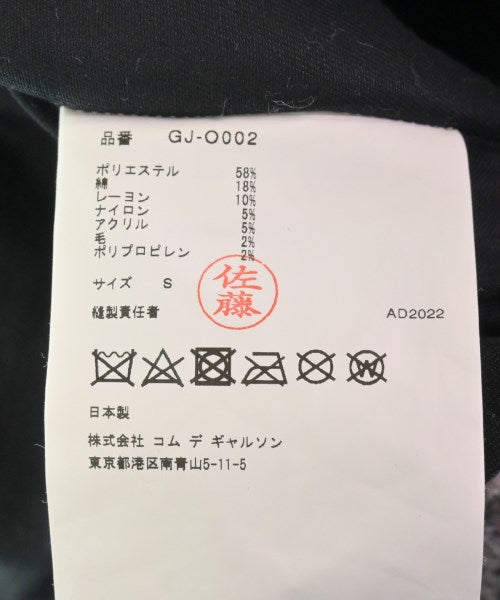 品番 GJ-O002
ポリエステル 58%
綿 18%
レーヨン 10%
ナイロン 5%
アクリル 5%
毛 2%
ポリプロピレン 2%
サイズ S
佐藤
縫製責任者 AD2022
W
日本製
株式会社 コム デ ギャルソン
東京都港区南青山5-11-5